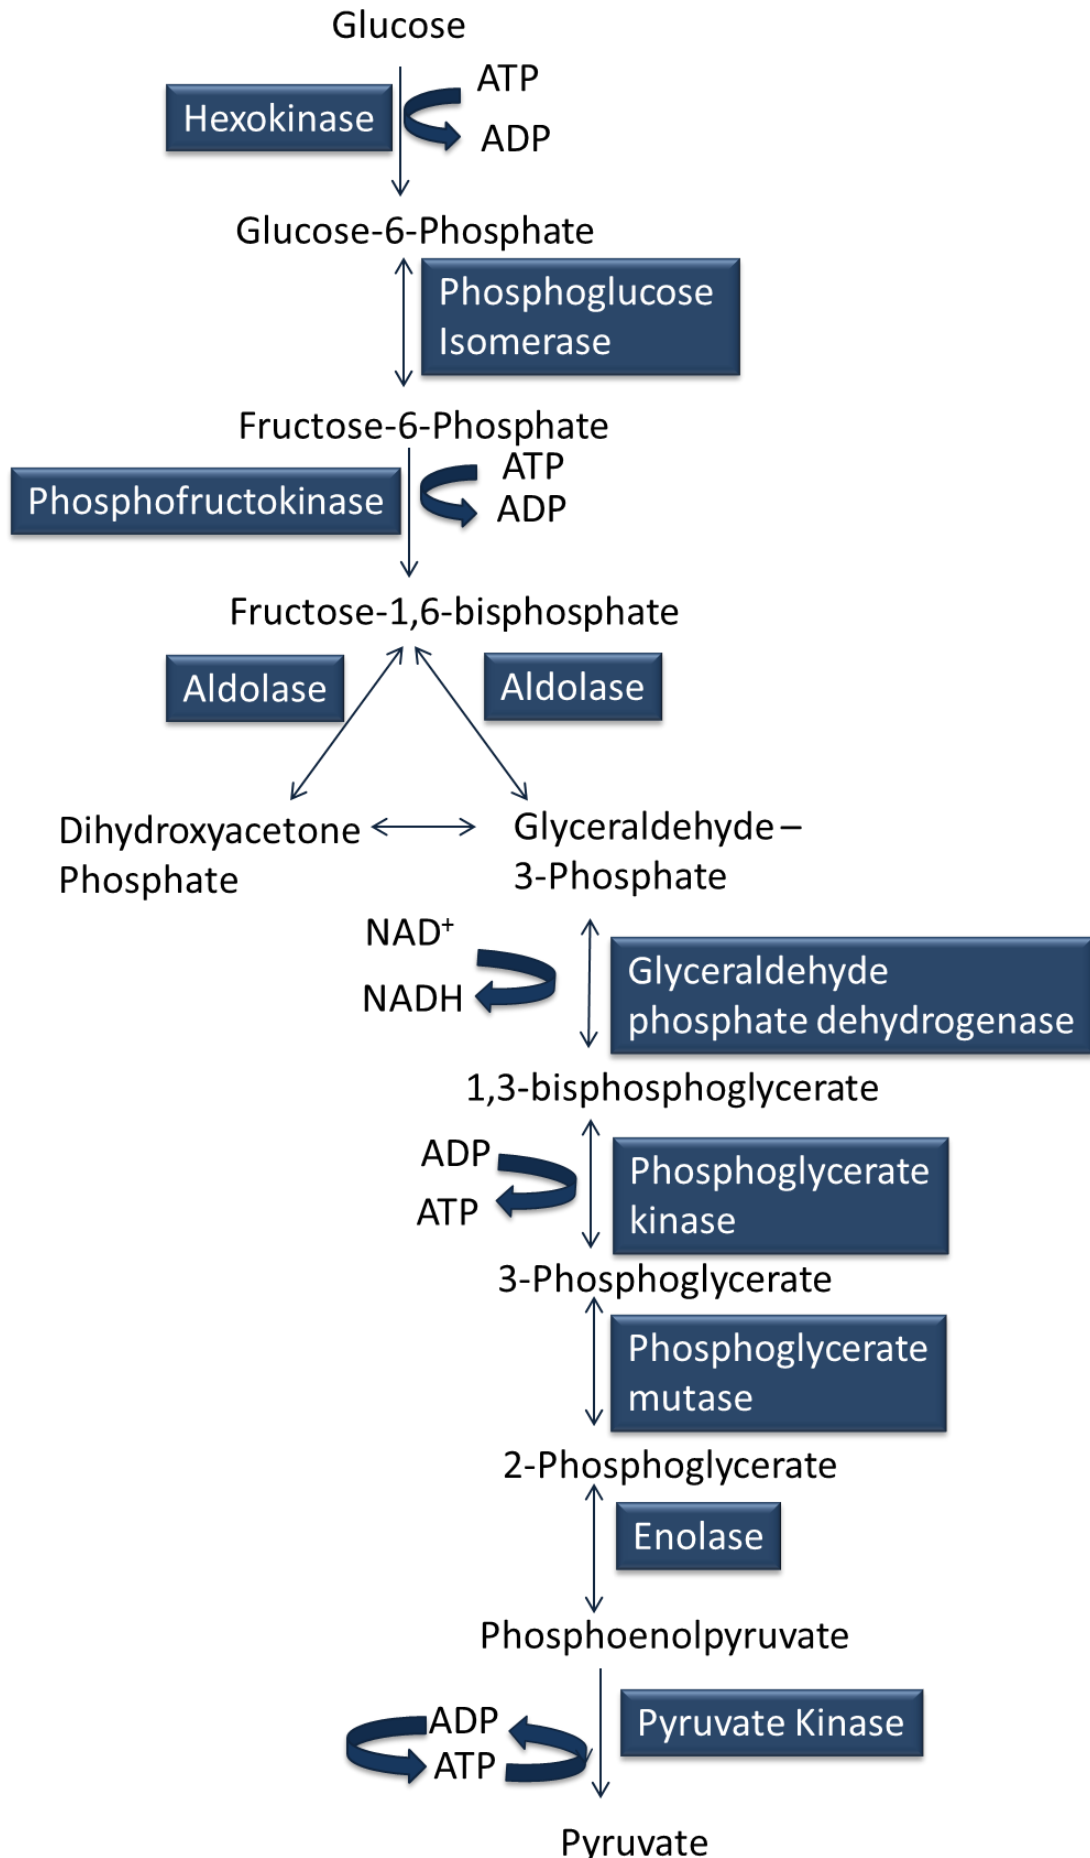 Glucose
ATP
Hexokinase
ADP
Glucose-6-Phosphate
Phosphoglucose
Isomerase
Fructose-6-Phosphate
ATP
Phosphofructokinase
ADP
Fructose-1,6-bisphosphate
Aldolase
Aldolase
Dihydroxyacetone
Phosphate
Glyceraldehyde –
3-Phosphate
NAD⁺
NADH
Glyceraldehyde
phosphate dehydrogenase
1,3-bisphosphoglycerate
ADP
ATP
Phosphoglycerate
kinase
3-Phosphoglycerate
Phosphoglycerate
mutase
2-Phosphoglycerate
Enolase
Phosphoenolpyruvate
ADP
ATP
Pyruvate Kinase
Pyruvate